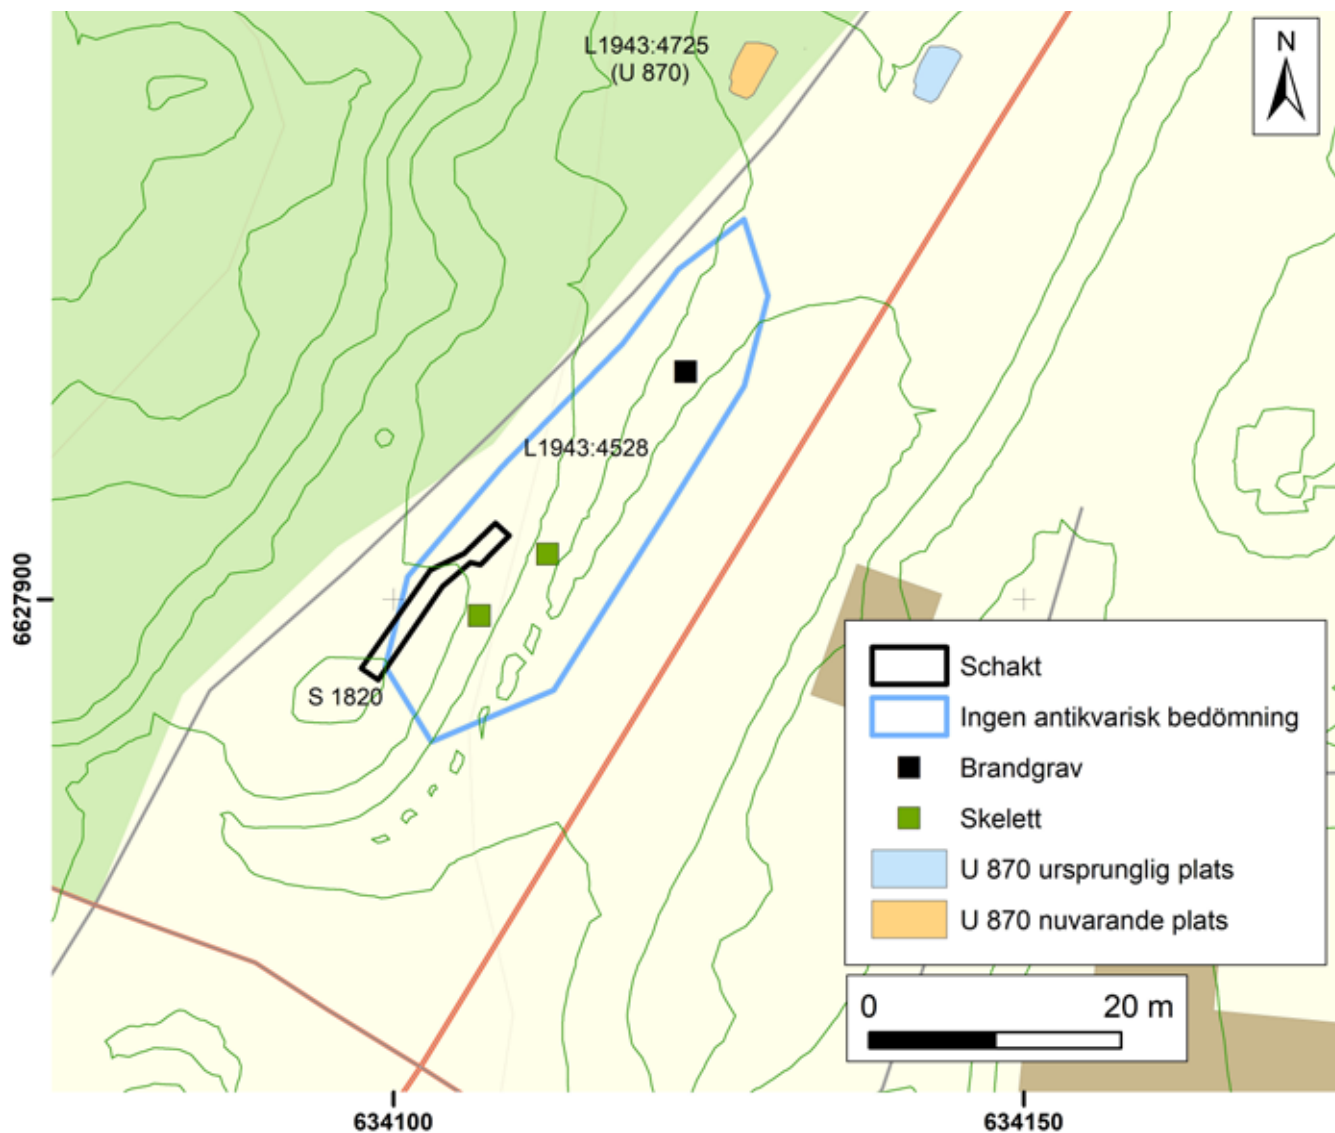 L1943:4725
(U 870)
N
L1943:4528
6627900
S 1820
Schakt
Ingen antikvarisk bedömning
Brandgrav
Skelett
U 870 ursprunglig plats
U 870 nuvarande plats
0 20 m
634100
634150